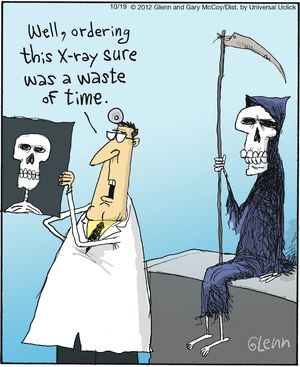 10/19 © 2012 Glenn and Gary McCoy/Dist. by Universal Uclick
Well, ordering
this X-ray sure
was a waste
of time.
GLenn